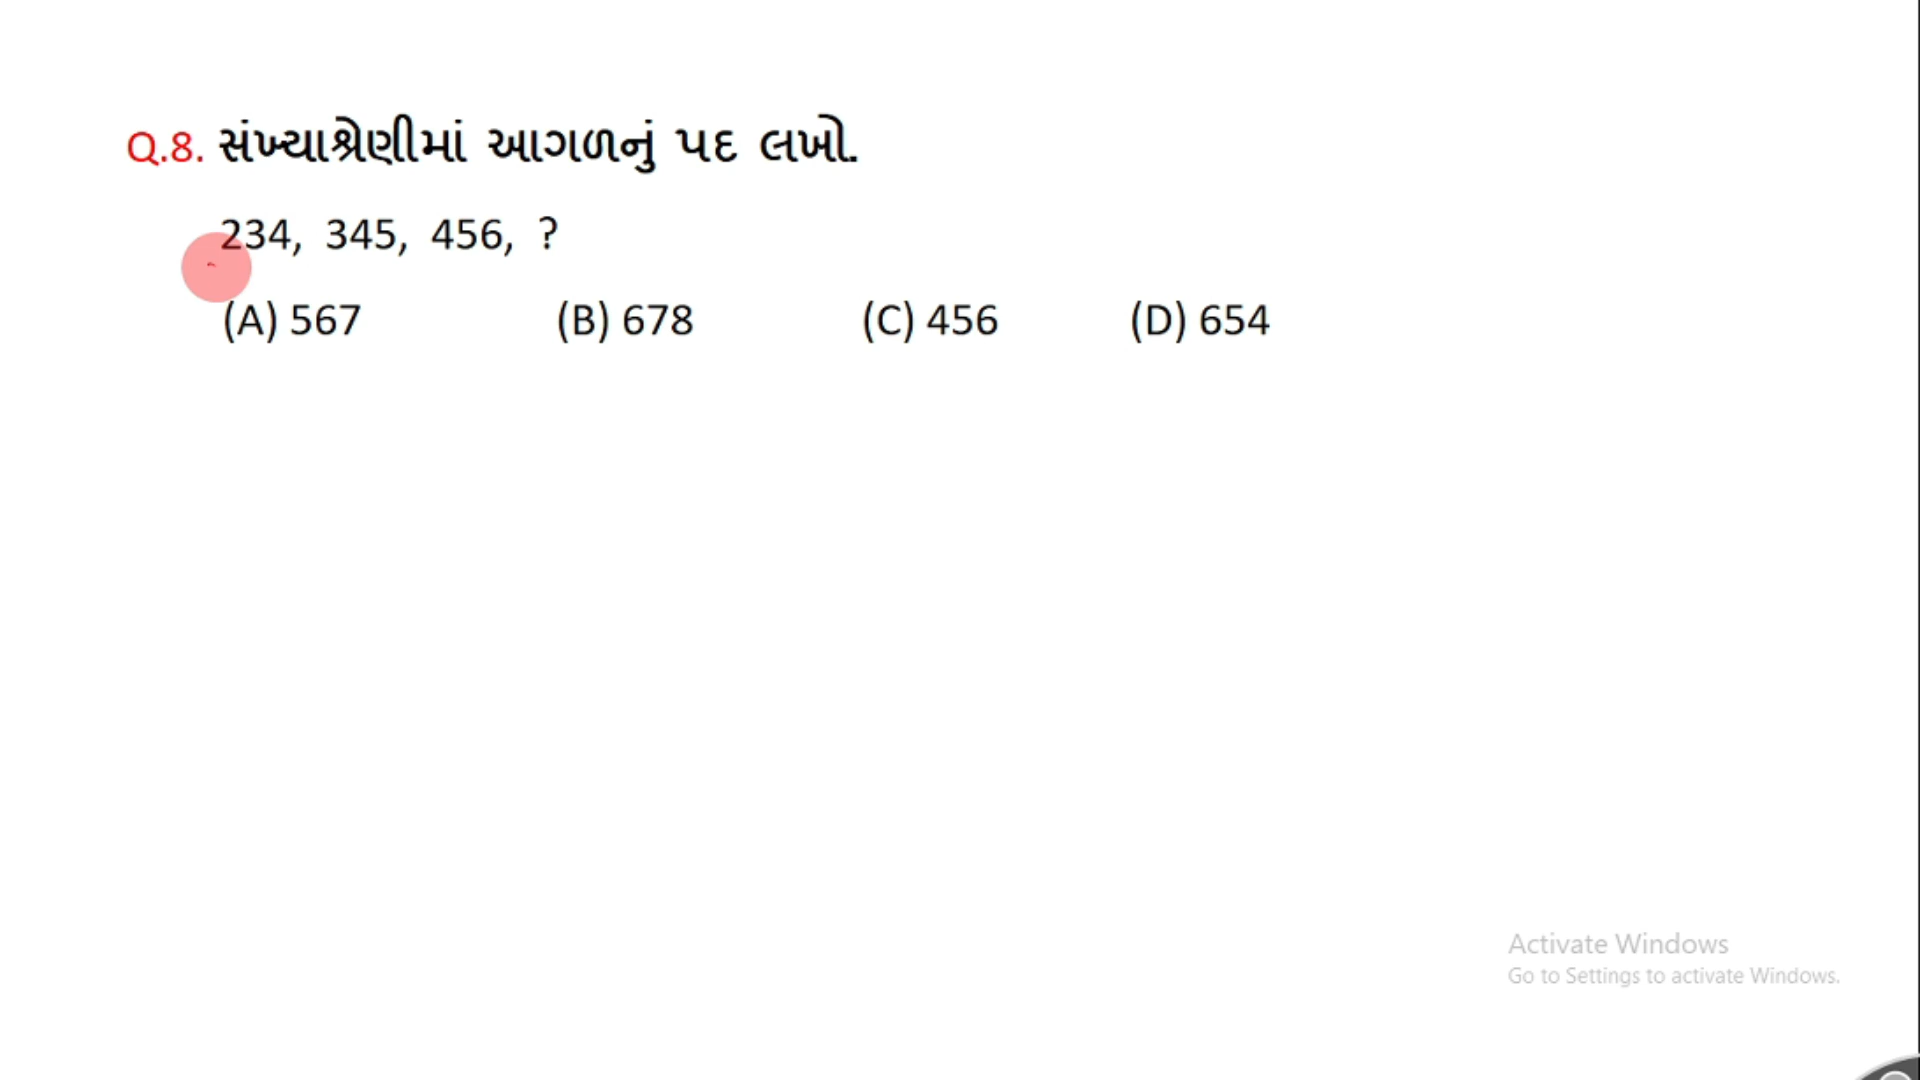 Q.8. સંખ્યાશ્રેણીમાં આગળનું પદ લખો.
234, 345, 456, ?
(A) 567 (B) 678 (C) 456 (D) 654
Activate Windows
Go to Settings to activate Windows.